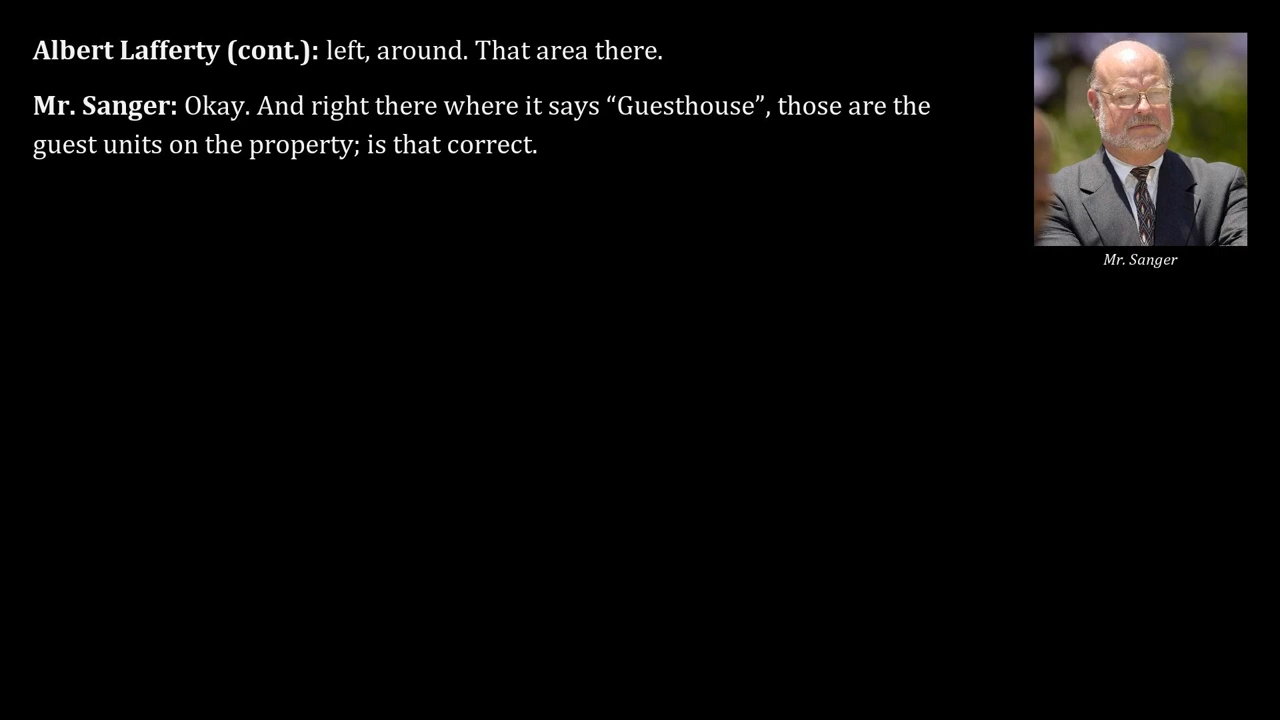 Albert Lafferty (cont.): left, around. That area there.
Mr. Sanger: Okay. And right there where it says “Guesthouse”, those are the
guest units on the property; is that correct.
Mr. Sanger